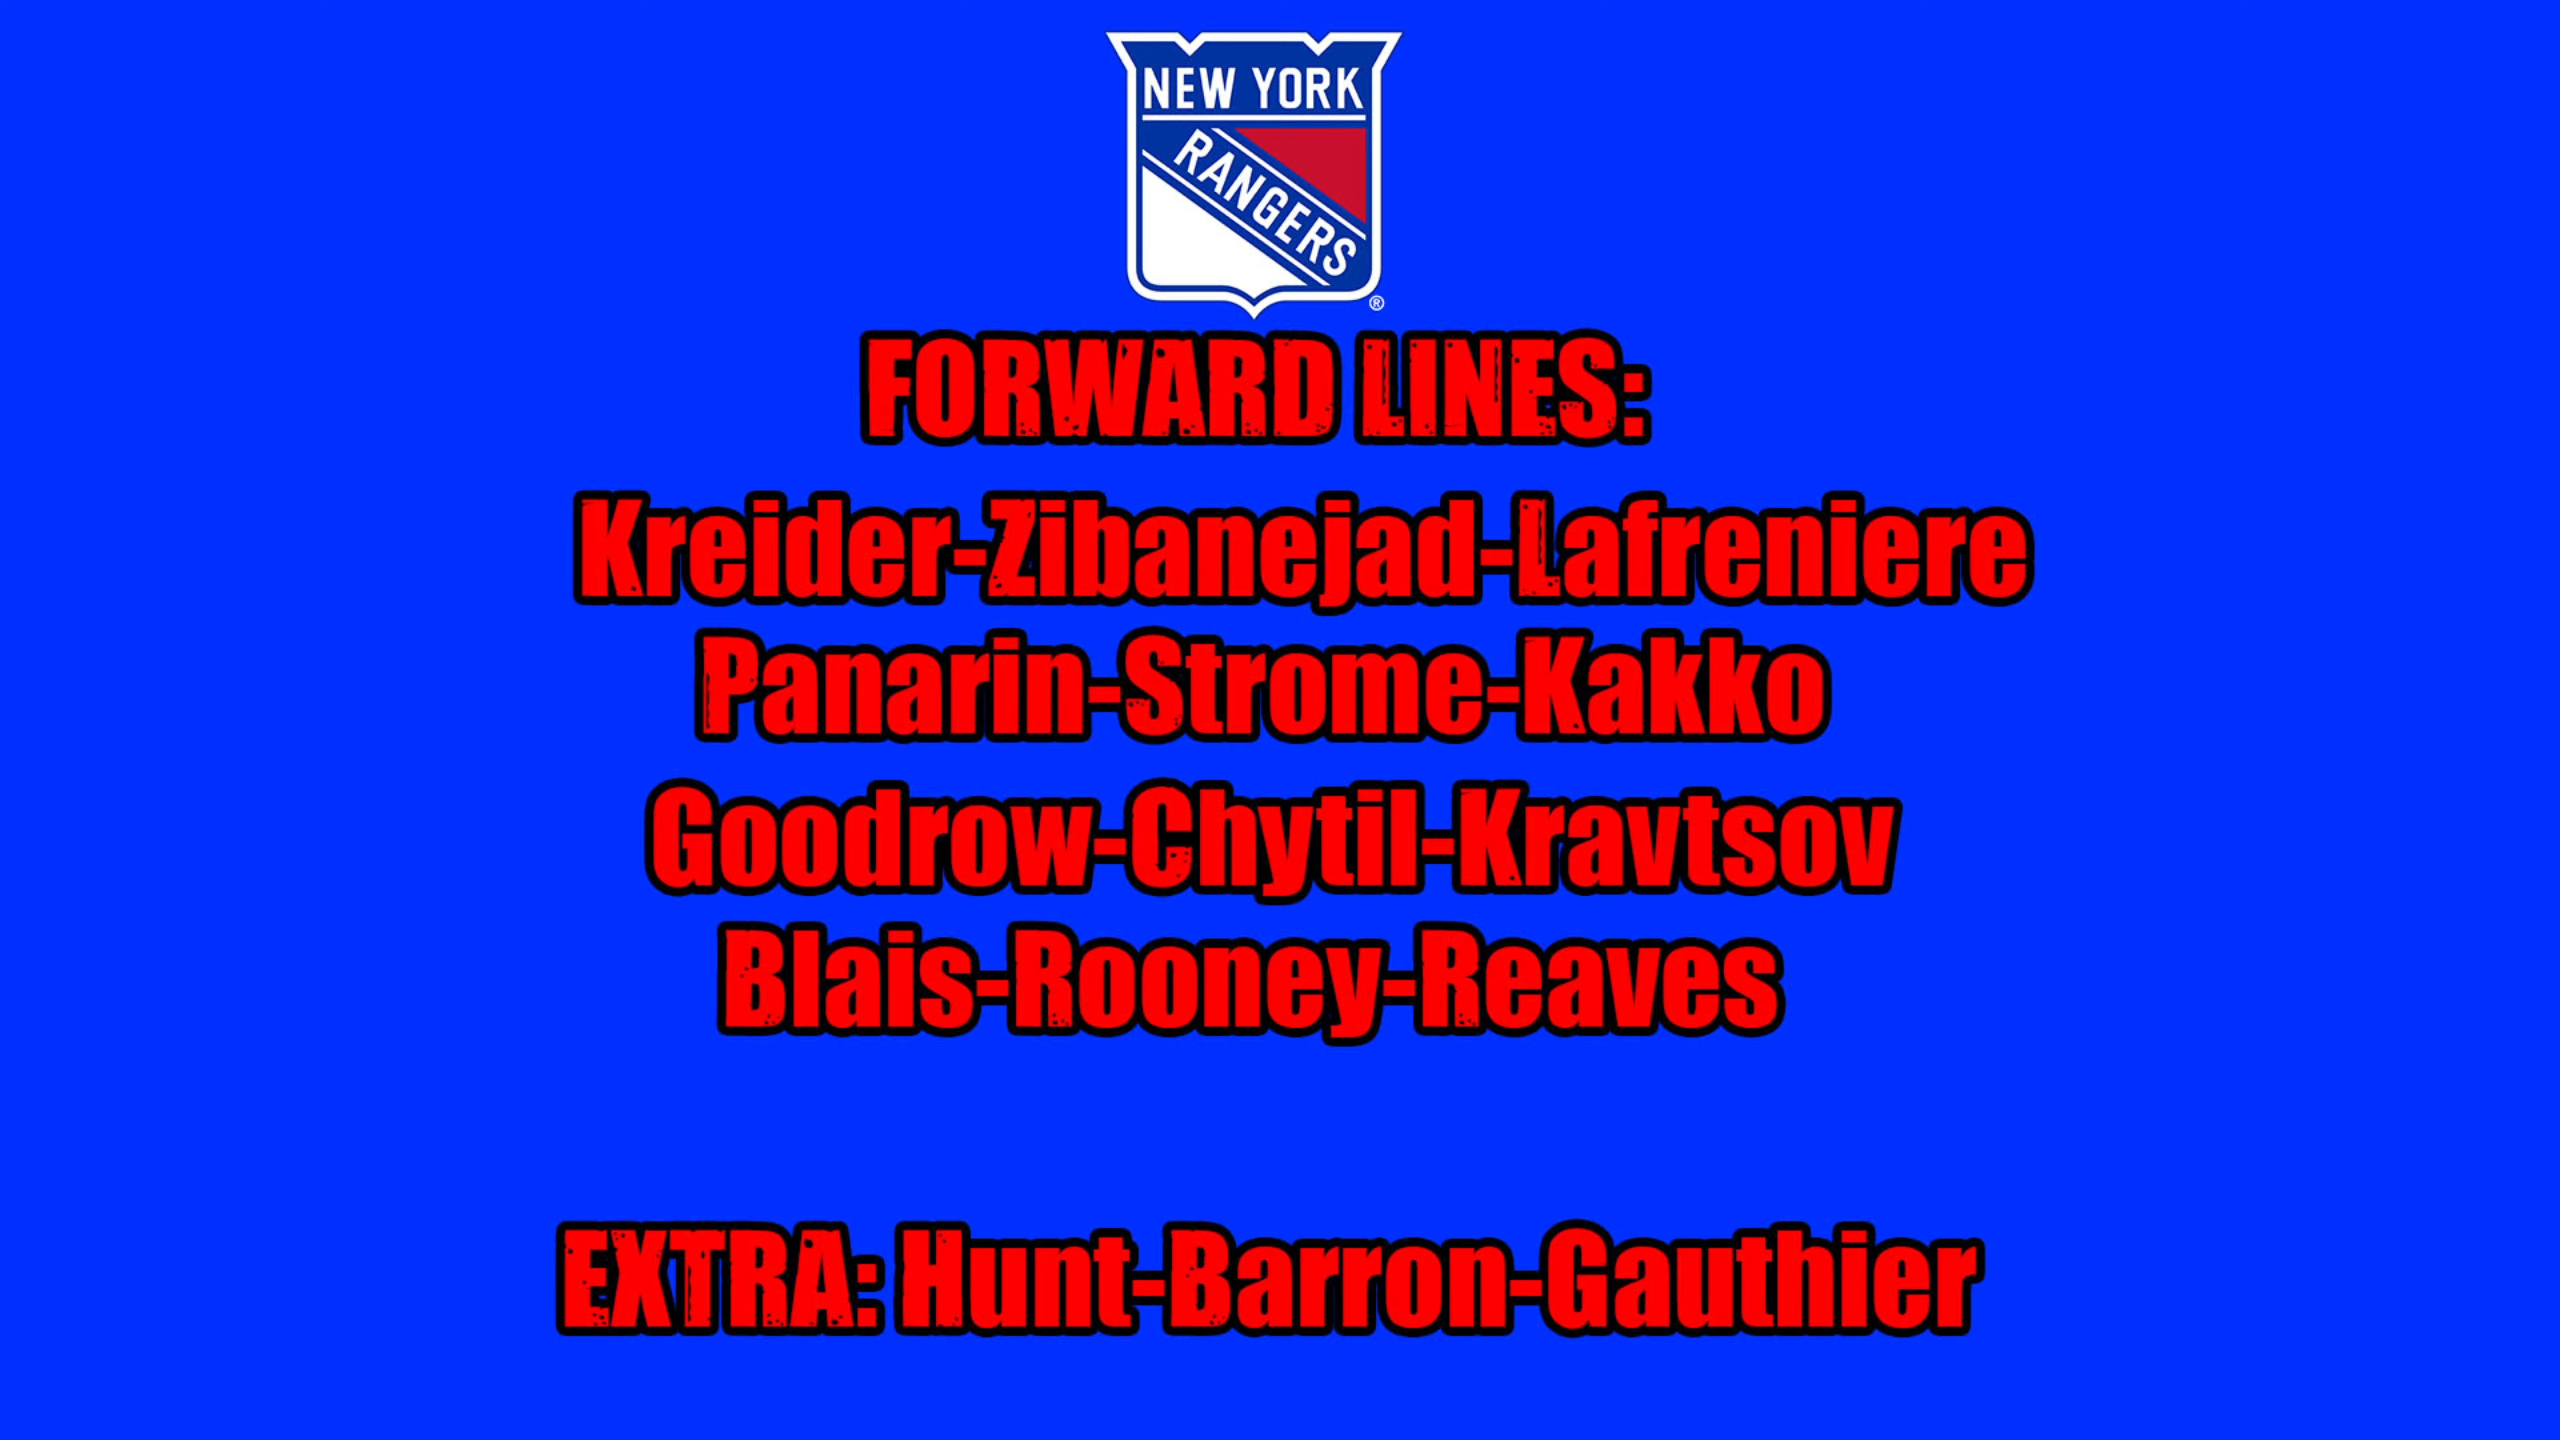 NEW YORK
RANGERS
®
FORWARD LINES:
Kreider-Zibanejad-Lafreniere
Panarin-Strome-Kakko
Goodrow-Chytil-Kravtsov
Blais-Rooney-Reaves
EXTRA: Hunt-Barron-Gauthier